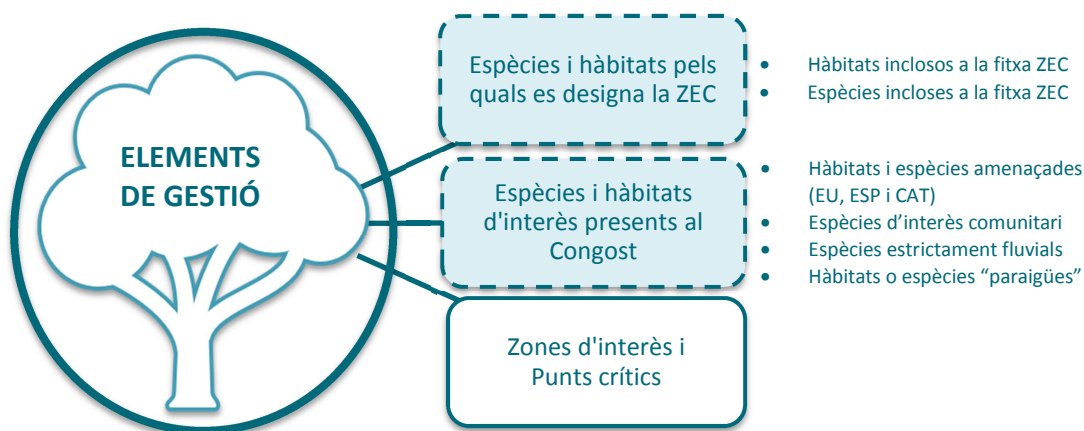 ELEMENTS
DE GESTIÓ
Espècies i hàbitats pels
quals es designa la ZEC
• Hàbitats inclosos a la fitxa ZEC
• Espècies incloses a la fitxa ZEC
Espècies i hàbitats
d'interès presents al
Congost
• Hàbitats i espècies amenaçades
(EU, ESP i CAT)
• Espècies d’interès comunitari
• Espècies estrictament fluvials
• Hàbitats o espècies “paraigües”
Zones d'interès i
Punts crítics